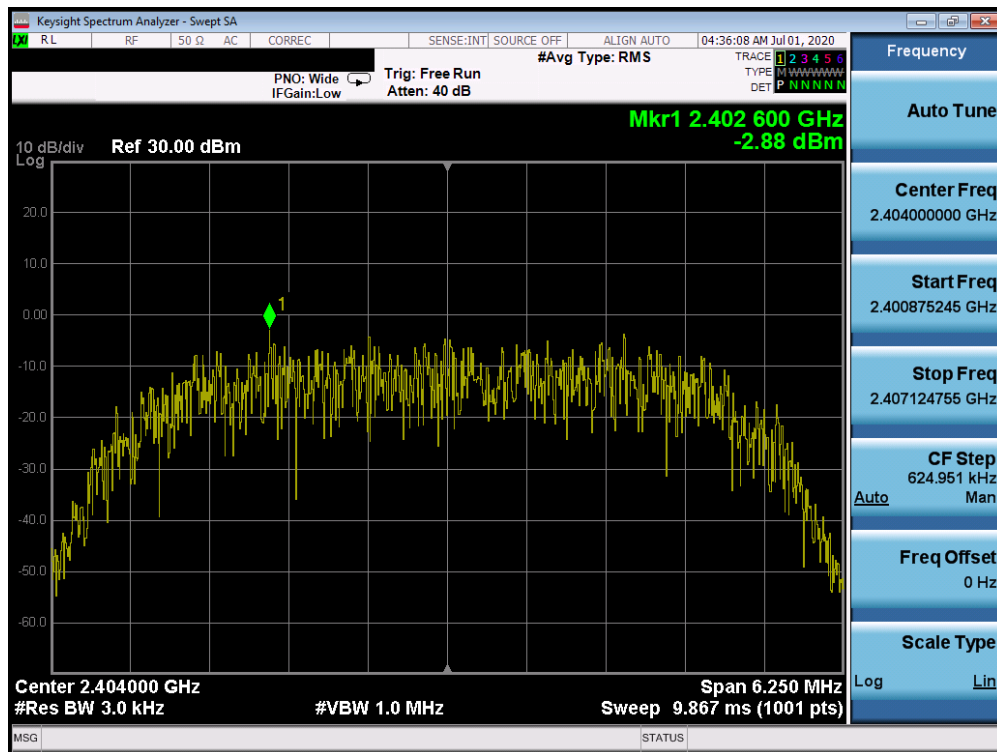 Keysight Spectrum Analyzer - Swept SA
LXI RL RF 50 Ω AC CORREC SENSE:INT SOURCE OFF ALIGN AUTO 04:36:08 AM Jul 01, 2020
PNO: Wide
IFGain:Low
Trig: Free Run
Atten: 40 dB
#Avg Type: RMS
TRACE 1 2 3 4 5 6
TYPE M WWWWW
DET P N N N N N
Mkr1 2.402 600 GHz
-2.88 dBm
10 dB/div Ref 30.00 dBm
Log
20.0
10.0
0.00
-10.0
-20.0
-30.0
-40.0
-50.0
-60.0
1
Center 2.404000 GHz Span 6.250 MHz
#Res BW 3.0 kHz #VBW 1.0 MHz Sweep 9.867 ms (1001 pts)
MSG STATUS
Frequency
Auto Tune
Center Freq
2.404000000 GHz
Start Freq
2.400875245 GHz
Stop Freq
2.407124755 GHz
CF Step
624.951 kHz
Auto Man
Freq Offset
0 Hz
Scale Type
Log Lin